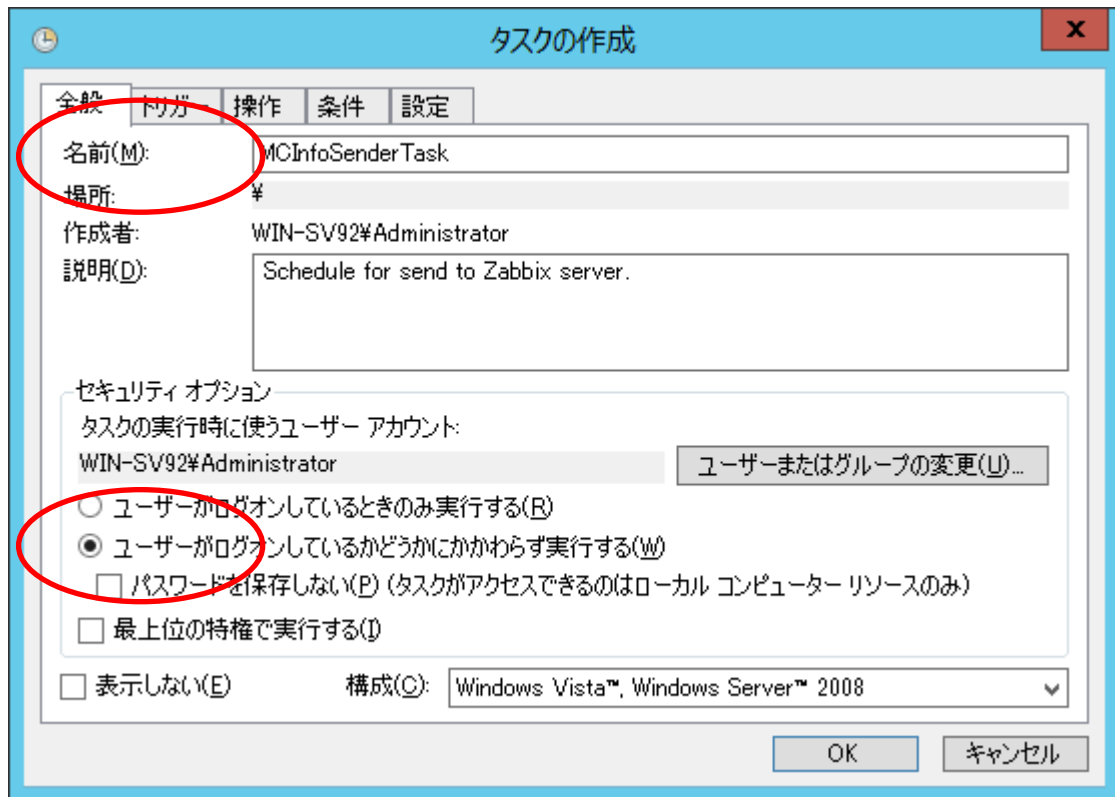 タスクの作成
x
全般 トリガー 操作 条件 設定
名前(M): MCInfoSenderTask
場所: ¥
作成者: WIN-SV92¥Administrator
説明(D): Schedule for send to Zabbix server.
セキュリティ オプション
タスクの実行時に使うユーザー アカウント:
WIN-SV92¥Administrator ユーザーまたはグループの変更(U)...
ユーザーがログオンしているときのみ実行する(R)
ユーザーがログオンしているかどうかにかかわらず実行する(W)
パスワードを保存しない(P) (タスクがアクセスできるのはローカル コンピューター リソースのみ)
最上位の特権で実行する(I)
表示しない(E) 構成(C): Windows Vista™, Windows Server™ 2008
OK キャンセル